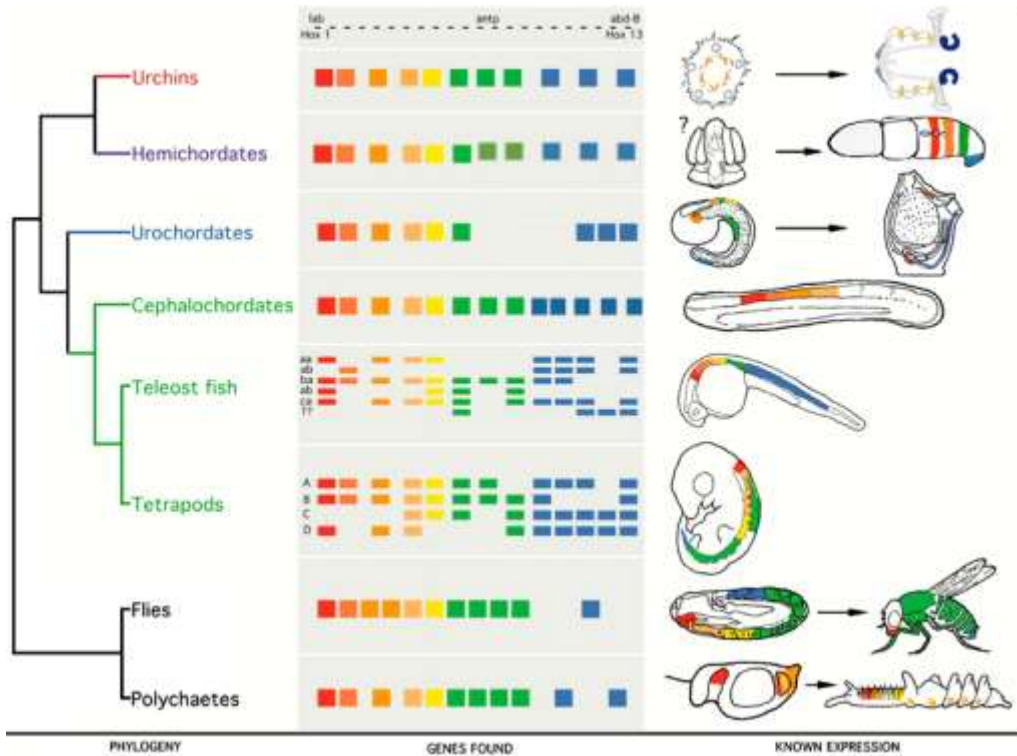 lab antp abd-B
Hox 1 Hox 13
Urchins
Hemichordates
?
Urochordates
Cephalochordates
aa
ab
Teleost fish
ba
ab
ca
??
A
Tetrapods
B
C
D
Flies
Polychaetes
PHYLOGENY GENES FOUND KNOWN EXPRESSION